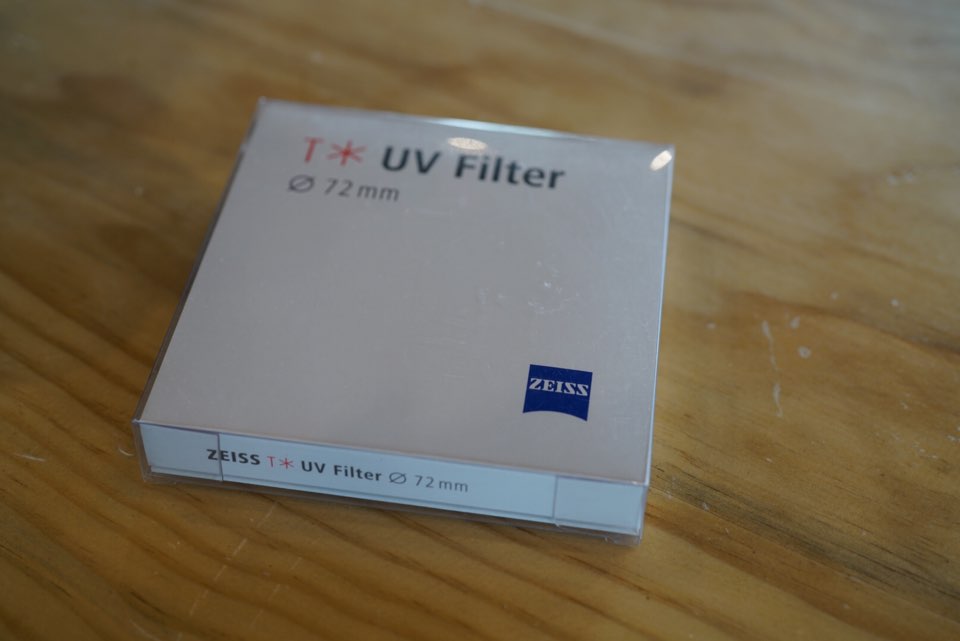 T* UV Filter
Ø 72 mm
ZEISS
ZEISS T* UV Filter Ø 72 mm